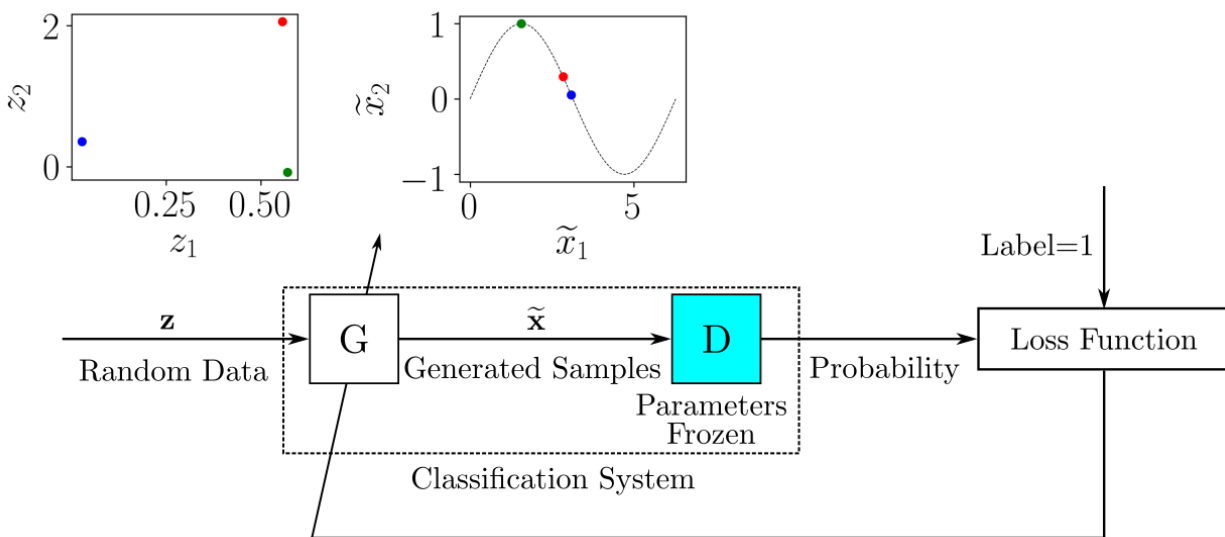 2
z₂
0
0.25 0.50
z₁
1
x̃₂
0
−1
0 5
x̃₁
Label=1
z
G
x̃
D
Loss Function
Random Data
Generated Samples
Probability
Parameters
Frozen
Classification System